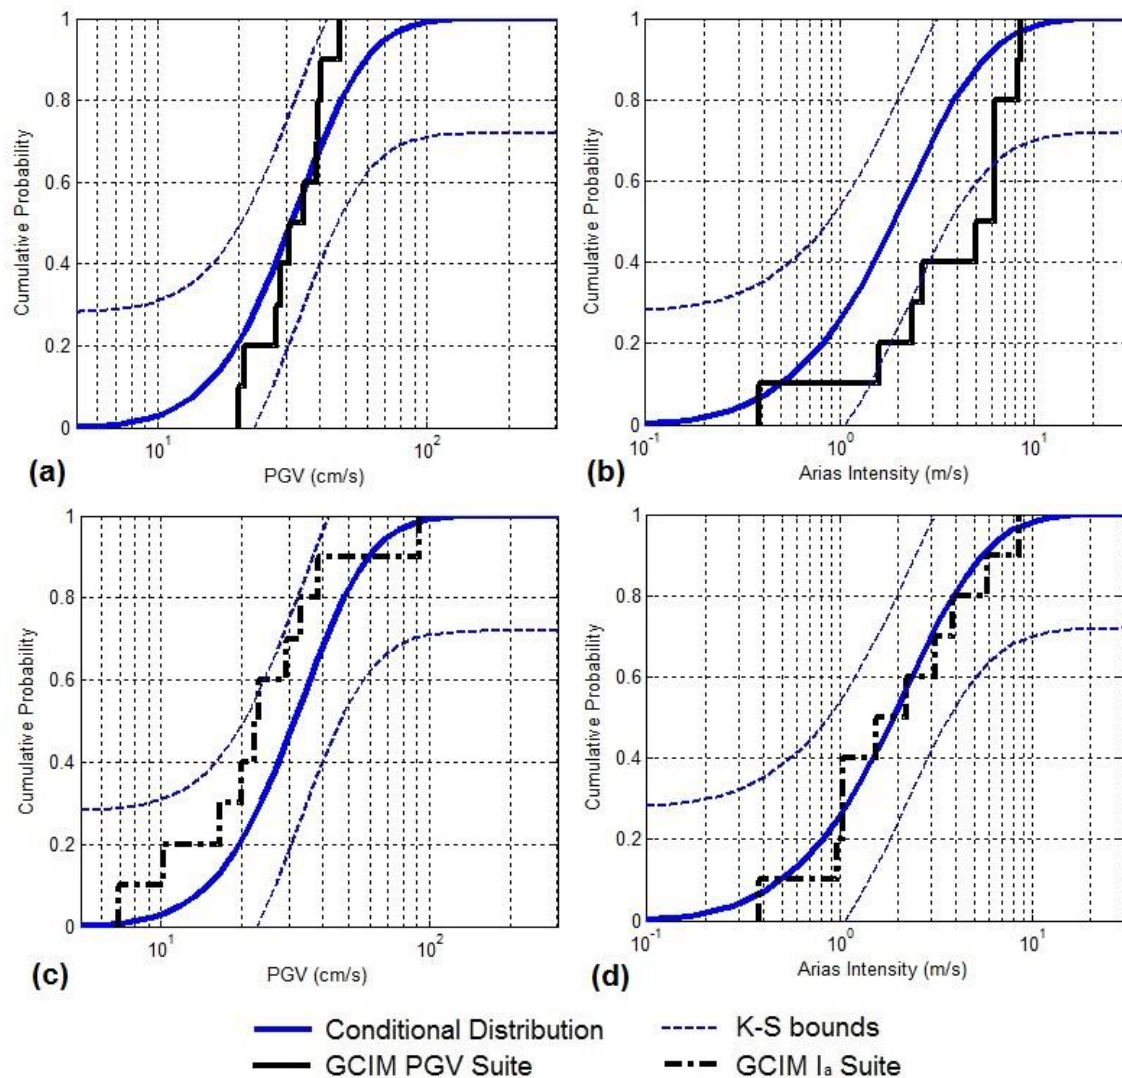 1
0.8
0.6
0.4
0.2
0
Cumulative Probability
10¹
10²
PGV (cm/s)
(a)
1
0.8
0.6
0.4
0.2
0
Cumulative Probability
10⁻¹
10⁰
10¹
Arias Intensity (m/s)
(b)
1
0.8
0.6
0.4
0.2
0
Cumulative Probability
10¹
10²
PGV (cm/s)
(c)
1
0.8
0.6
0.4
0.2
0
Cumulative Probability
10⁻¹
10⁰
10¹
Arias Intensity (m/s)
(d)
Conditional Distribution
K-S bounds
GCIM PGV Suite
GCIM Iₐ Suite